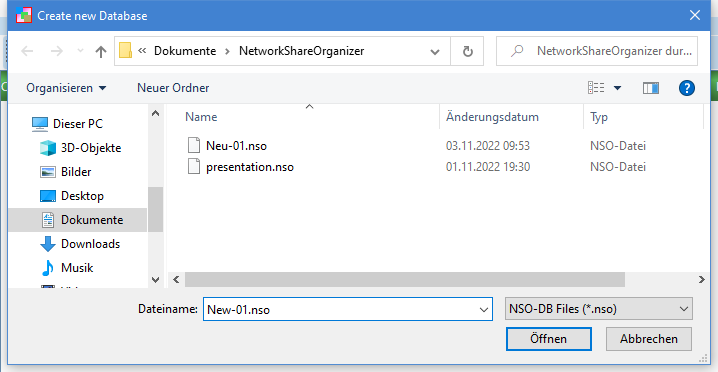 Create new Database
« Dokumente > NetworkShareOrganizer
NetworkShareOrganizer dur...
Organisieren Neuer Ordner
Dieser PC
3D-Objekte
Bilder
Desktop
Dokumente
Downloads
Musik
Name Änderungsdatum Typ
Neu-01.nso 03.11.2022 09:53 NSO-Datei
presentation.nso 01.11.2022 19:30 NSO-Datei
Dateiname: New-01.nso NSO-DB Files (*.nso)
Öffnen Abbrechen